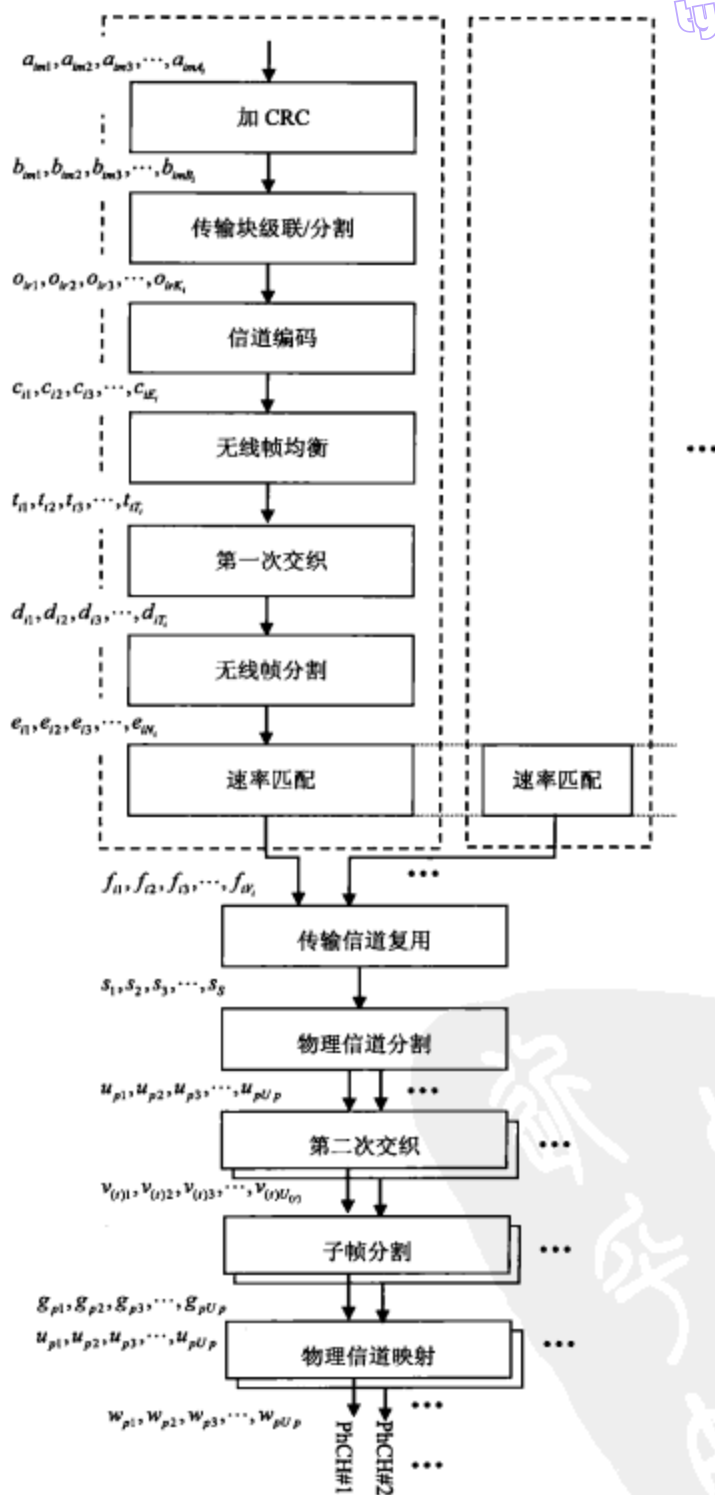 ty
a_{im1}, a_{im2}, a_{im3}, ···, a_{imA_i}
加 CRC
b_{im1}, b_{im2}, b_{im3}, ···, b_{imB_i}
传输块级联/分割
o_{ir1}, o_{ir2}, o_{ir3}, ···, o_{irK_i}
信道编码
c_{i1}, c_{i2}, c_{i3}, ···, c_{iE_i}
无线帧均衡
···
t_{i1}, t_{i2}, t_{i3}, ···, t_{iT_i}
第一次交织
d_{i1}, d_{i2}, d_{i3}, ···, d_{iT_i}
无线帧分割
e_{i1}, e_{i2}, e_{i3}, ···, e_{iN_i}
速率匹配 速率匹配
···
f_{i1}, f_{i2}, f_{i3}, ···, f_{iV_i}
传输信道复用
s_1, s_2, s_3, ···, s_S
物理信道分割
u_{p1}, u_{p2}, u_{p3}, ···, u_{pU_p} ···
第二次交织 ···
v_{(t)1}, v_{(t)2}, v_{(t)3}, ···, v_{(t)U_{(t)}}
子帧分割 ···
g_{p1}, g_{p2}, g_{p3}, ···, g_{pU_p}
u_{p1}, u_{p2}, u_{p3}, ···, u_{pU_p}
物理信道映射 ···
w_{p1}, w_{p2}, w_{p3}, ···, w_{pU_p} ···
PhCH#1
PhCH#2
···